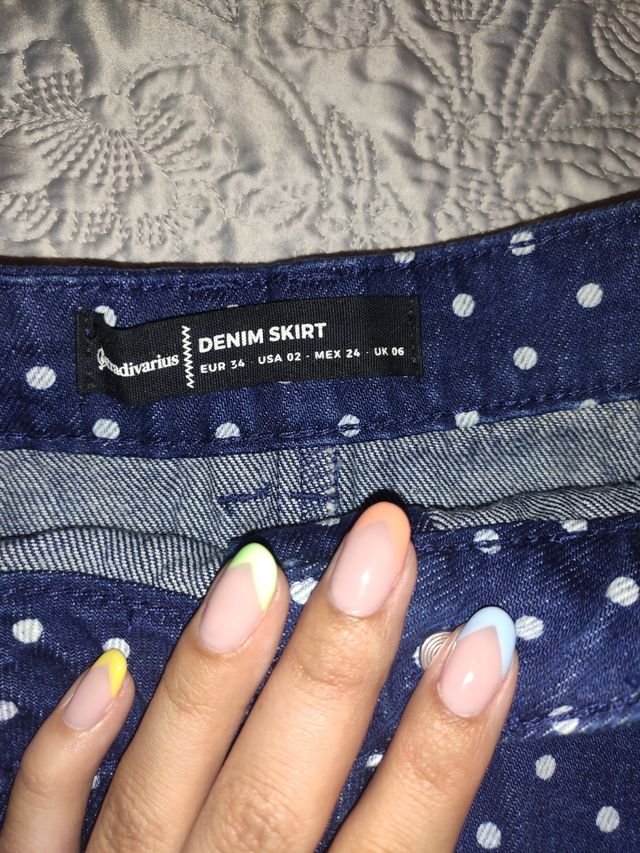 Stradivarius
DENIM SKIRT
EUR 34 USA 02 - MEX 24 - UK 06